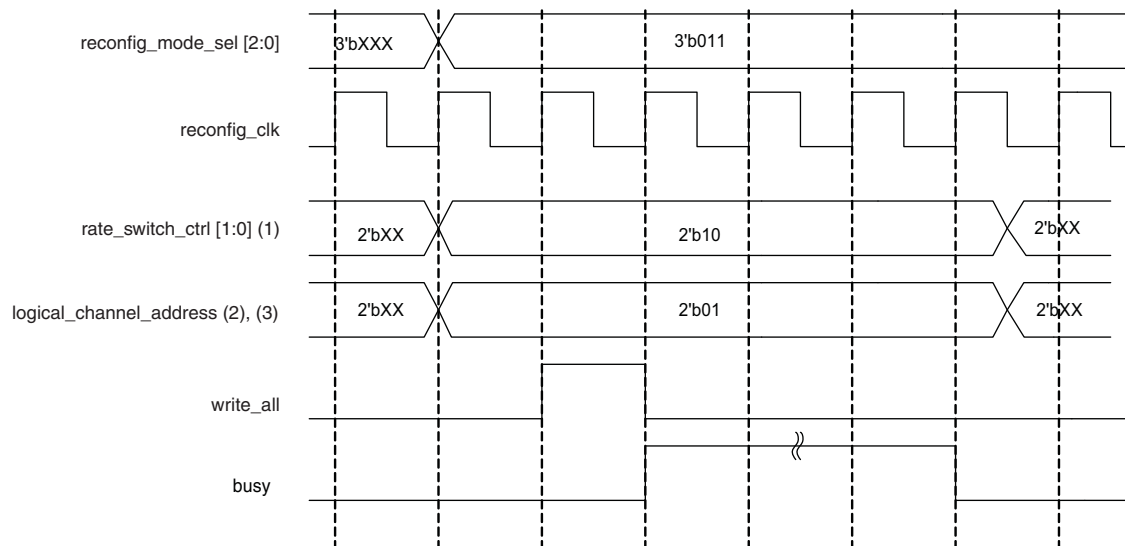 reconfig_mode_sel [2:0] 3'bXXX 3'b011
reconfig_clk
rate_switch_ctrl [1:0] (1) 2'bXX 2'b10 2'bXX
logical_channel_address (2), (3) 2'bXX 2'b01 2'bXX
write_all
busy